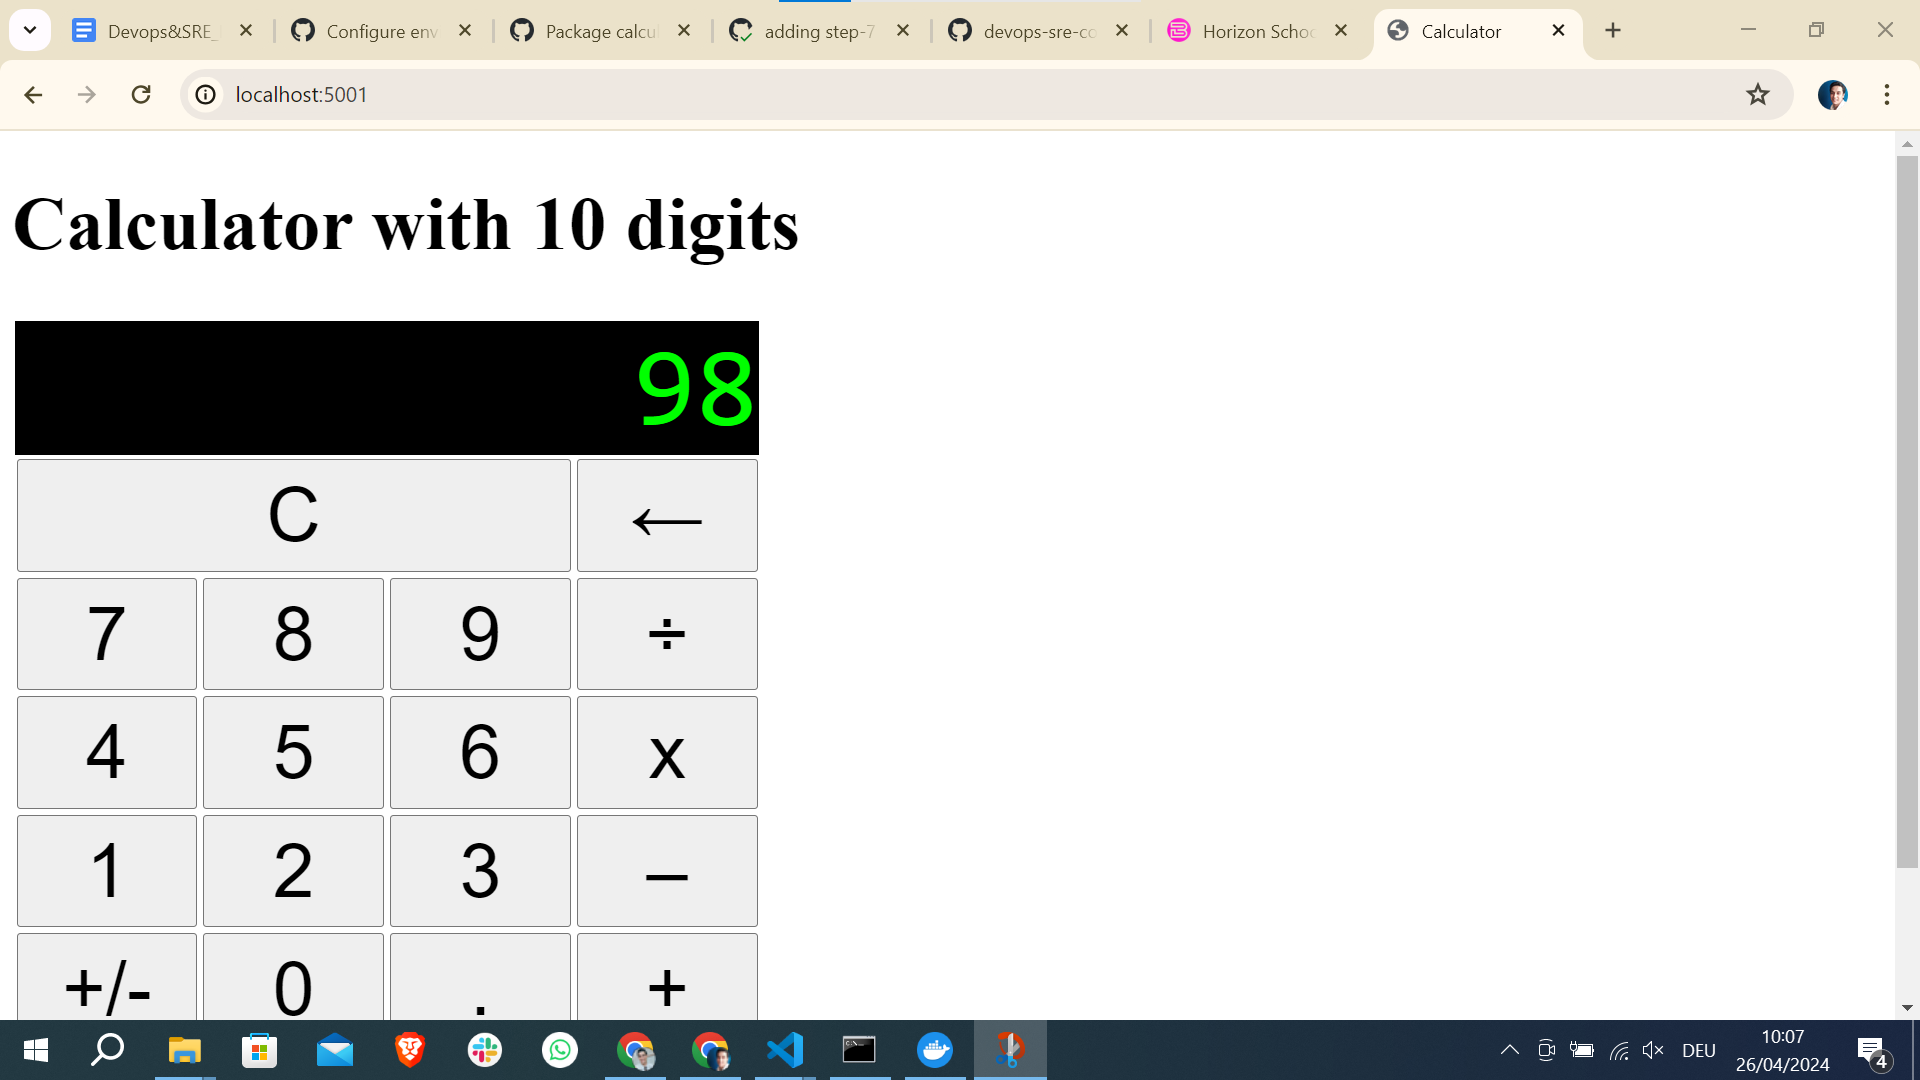 Devops&SRE_
Configure env
Package calcul
adding step-7
devops-sre-co
Horizon Schoo
Calculator
localhost:5001
Calculator with 10 digits
98
C ←
7 8 9 ÷
4 5 6 x
1 2 3 –
+/- 0 . +
DEU
10:07
26/04/2024
4